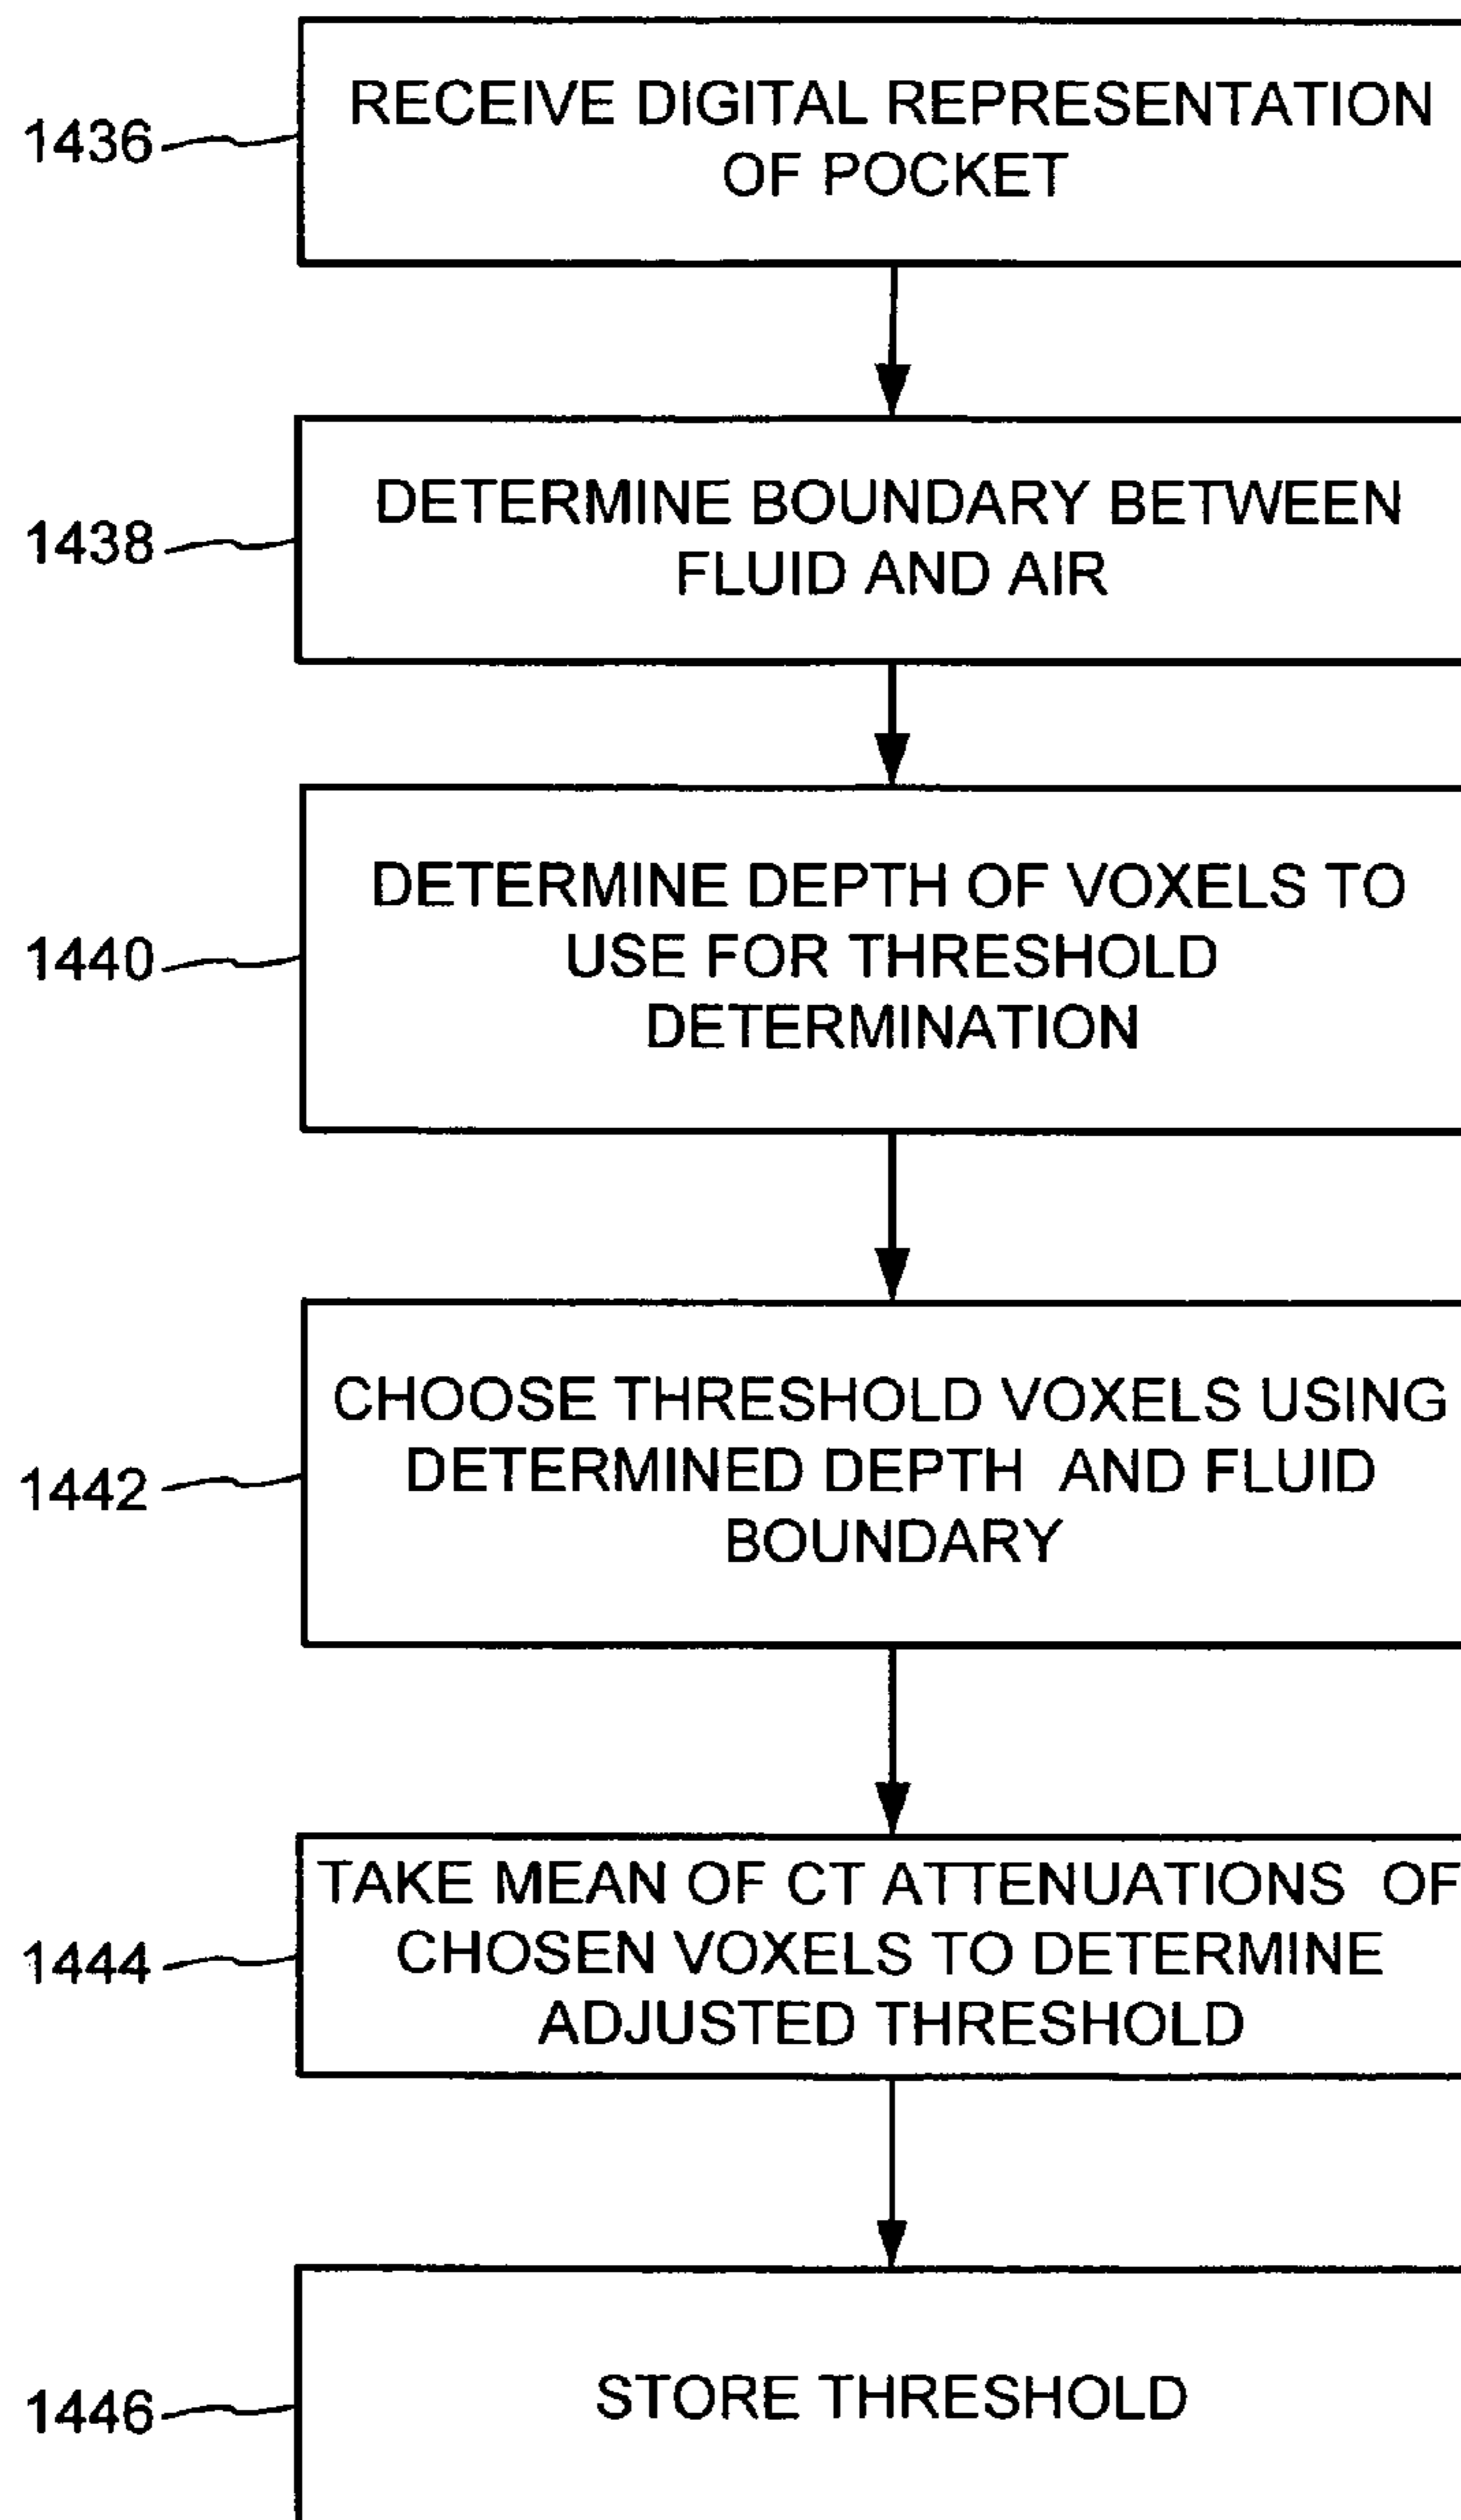 1436
RECEIVE DIGITAL REPRESENTATION
OF POCKET
1438
DETERMINE BOUNDARY BETWEEN
FLUID AND AIR
1440
DETERMINE DEPTH OF VOXELS TO
USE FOR THRESHOLD
DETERMINATION
1442
CHOOSE THRESHOLD VOXELS USING
DETERMINED DEPTH AND FLUID
BOUNDARY
1444
TAKE MEAN OF CT ATTENUATIONS OF
CHOSEN VOXELS TO DETERMINE
ADJUSTED THRESHOLD
1446
STORE THRESHOLD